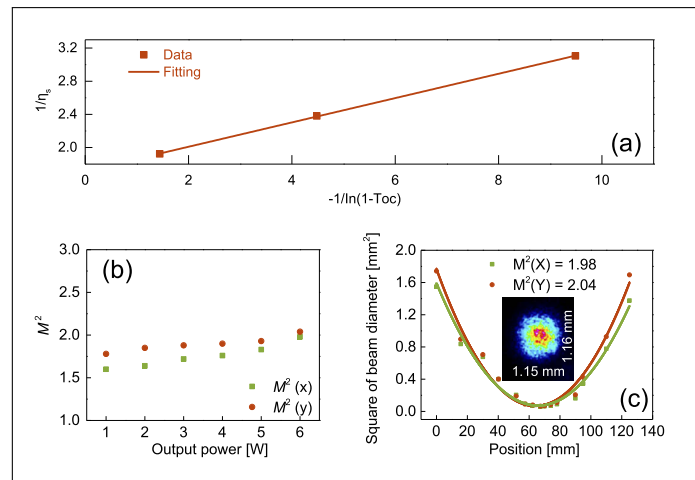 3.2
2.8
2.4
2.0
1/ηs
Data
Fitting
(a)
0 2 4 6 8 10
-1/ln(1-Toc)
3.0
2.5
2.0
1.5
1.0
M²
(b)
M² (x)
M² (y)
1 2 3 4 5 6
Output power [W]
2.0
1.6
1.2
0.8
0.4
0.0
Square of beam diameter [mm²]
M²(X) = 1.98
M²(Y) = 2.04
1.16 mm
1.15 mm
(c)
0 20 40 60 80 100 120 140
Position [mm]